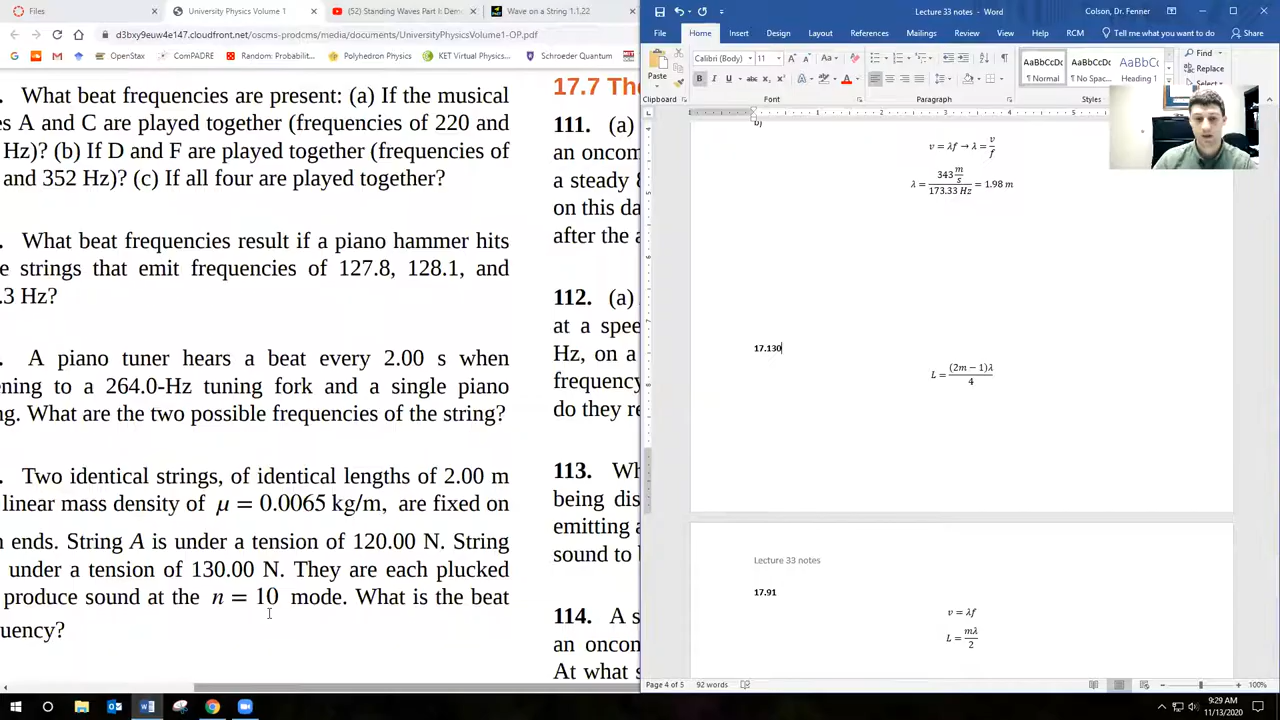 Files
University Physics Volume 1
(52) Standing Waves Part I: Demo
Wave on a String 1.1.22
d3bxy9euw4e147.cloudfront.net/oscms-prodcms/media/documents/UniversityPhysicsVolume1-OP.pdf
OpenStax
ComPADRE
Polyhedron Physics
KET Virtual Physics
Schroeder Quantum
What beat frequencies are present: (a) If the musical
es A and C are played together (frequencies of 220 and
Hz)? (b) If D and F are played together (frequencies of
and 352 Hz)? (c) If all four are played together?
What beat frequencies result if a piano hammer hits
e strings that emit frequencies of 127.8, 128.1, and
.3 Hz?
A piano tuner hears a beat every 2.00 s when
ening to a 264.0-Hz tuning fork and a single piano
ng. What are the two possible frequencies of the string?
Two identical strings, of identical lengths of 2.00 m
linear mass density of μ = 0.0065 kg/m, are fixed on
n ends. String A is under a tension of 120.00 N. String
under a tension of 130.00 N. They are each plucked
produce sound at the n = 10 mode. What is the beat
uency?
17.7 Th
111. (a)
an oncom
a steady 8
on this da
after the a
112. (a)
at a spee
Hz, on a
frequency
do they re
113. Wh
being dis
emitting a
sound to b
114. A s
an oncon
At what s
Lecture 33 notes - Word
Colson, Dr. Fenner
File Home Insert Design Layout References Mailings Review View Help RCM Tell me what you want to do Share
Paste
Calibri (Body) 11
AaBbCcDc AaBbCcDc AaBbCc
¶ Normal ¶ No Spac... Heading 1
Find
Replace
Select
Clipboard Font Paragraph Styles
b)
v = λf → λ = v/f
λ = 343 m/s / 173.33 Hz = 1.98 m
17.130
L = (2m − 1)λ / 4
Lecture 33 notes
17.91
v = λf
L = mλ/2
Page 4 of 5 92 words
100%
9:29 AM
11/13/2020